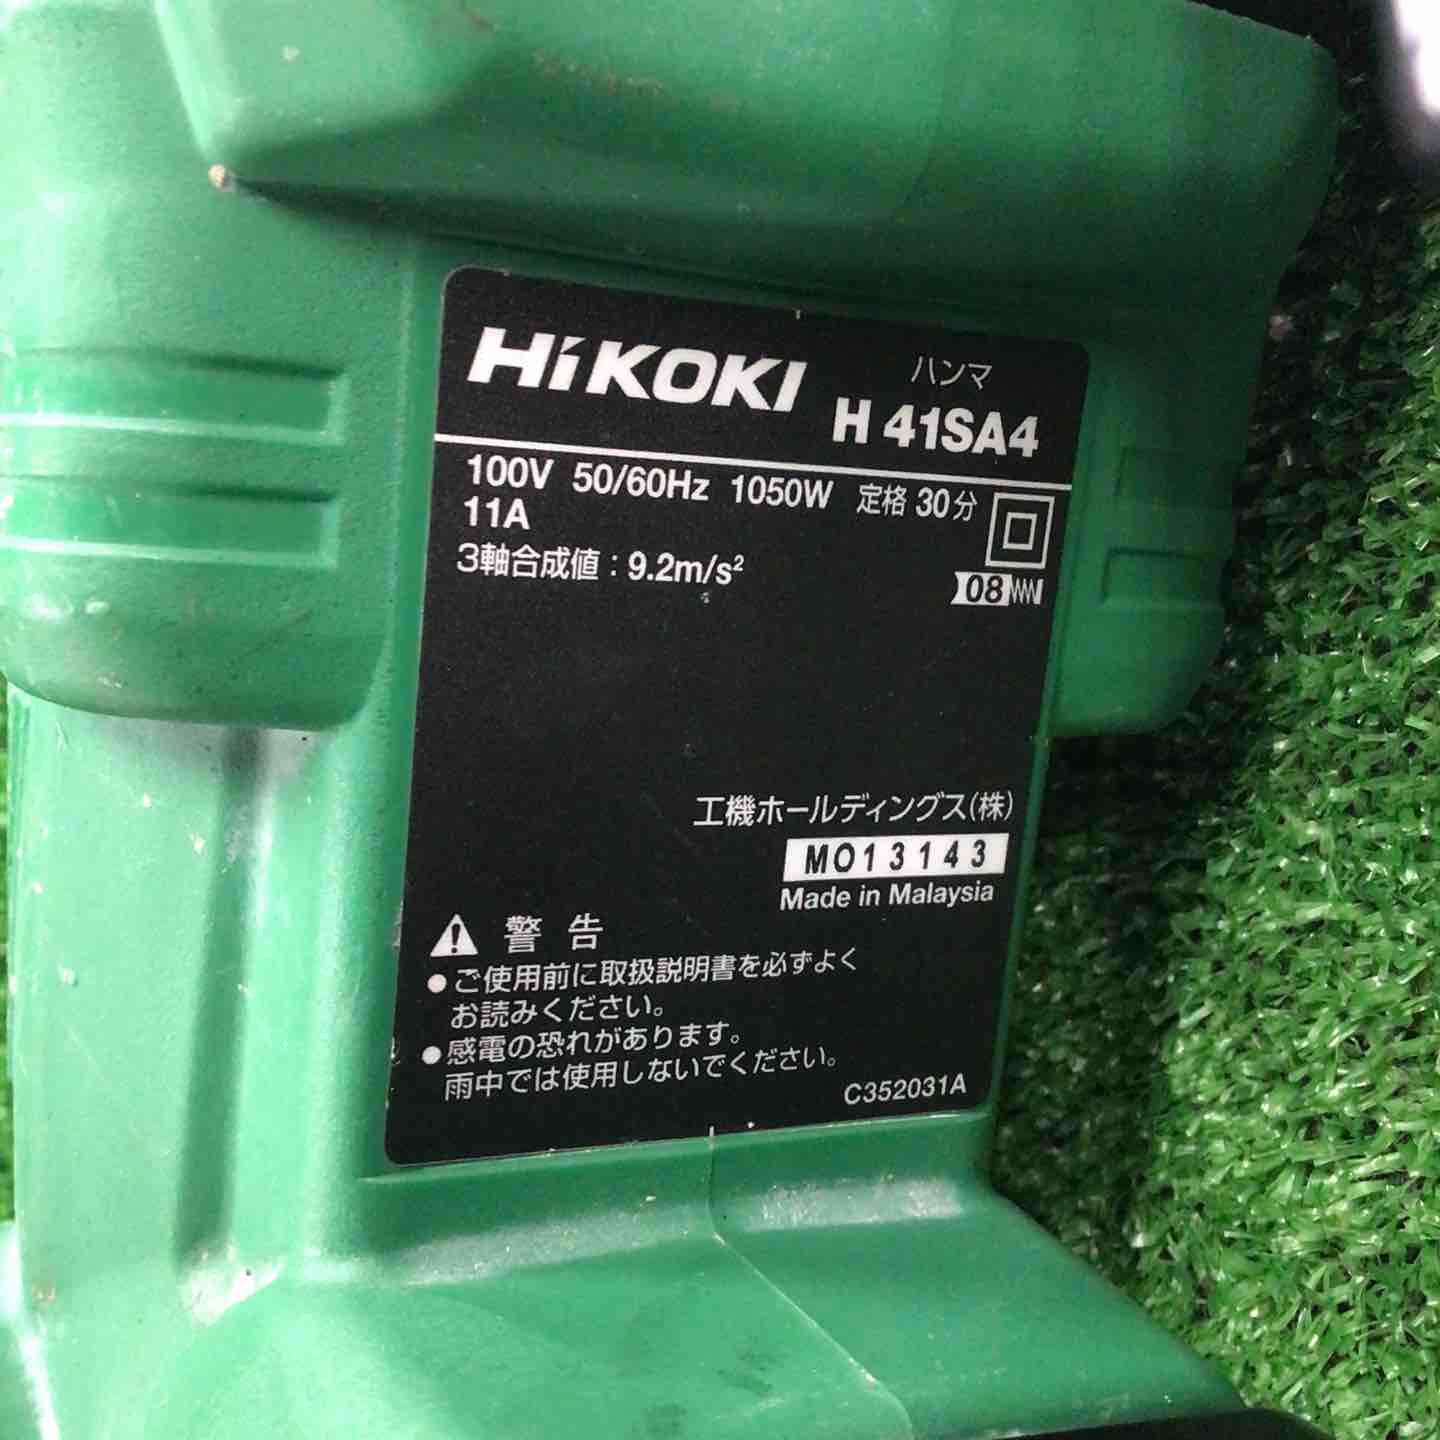 HiKOKI
ハンマ
H 41SA4
100V 50/60Hz 1050W 定格 30分
11A
3軸合成値：9.2m/s²
08
工機ホールディングス(株)
M013143
Made in Malaysia
警告
●ご使用前に取扱説明書を必ずよく
お読みください。
●感電の恐れがあります。
雨中では使用しないでください。
C352031A